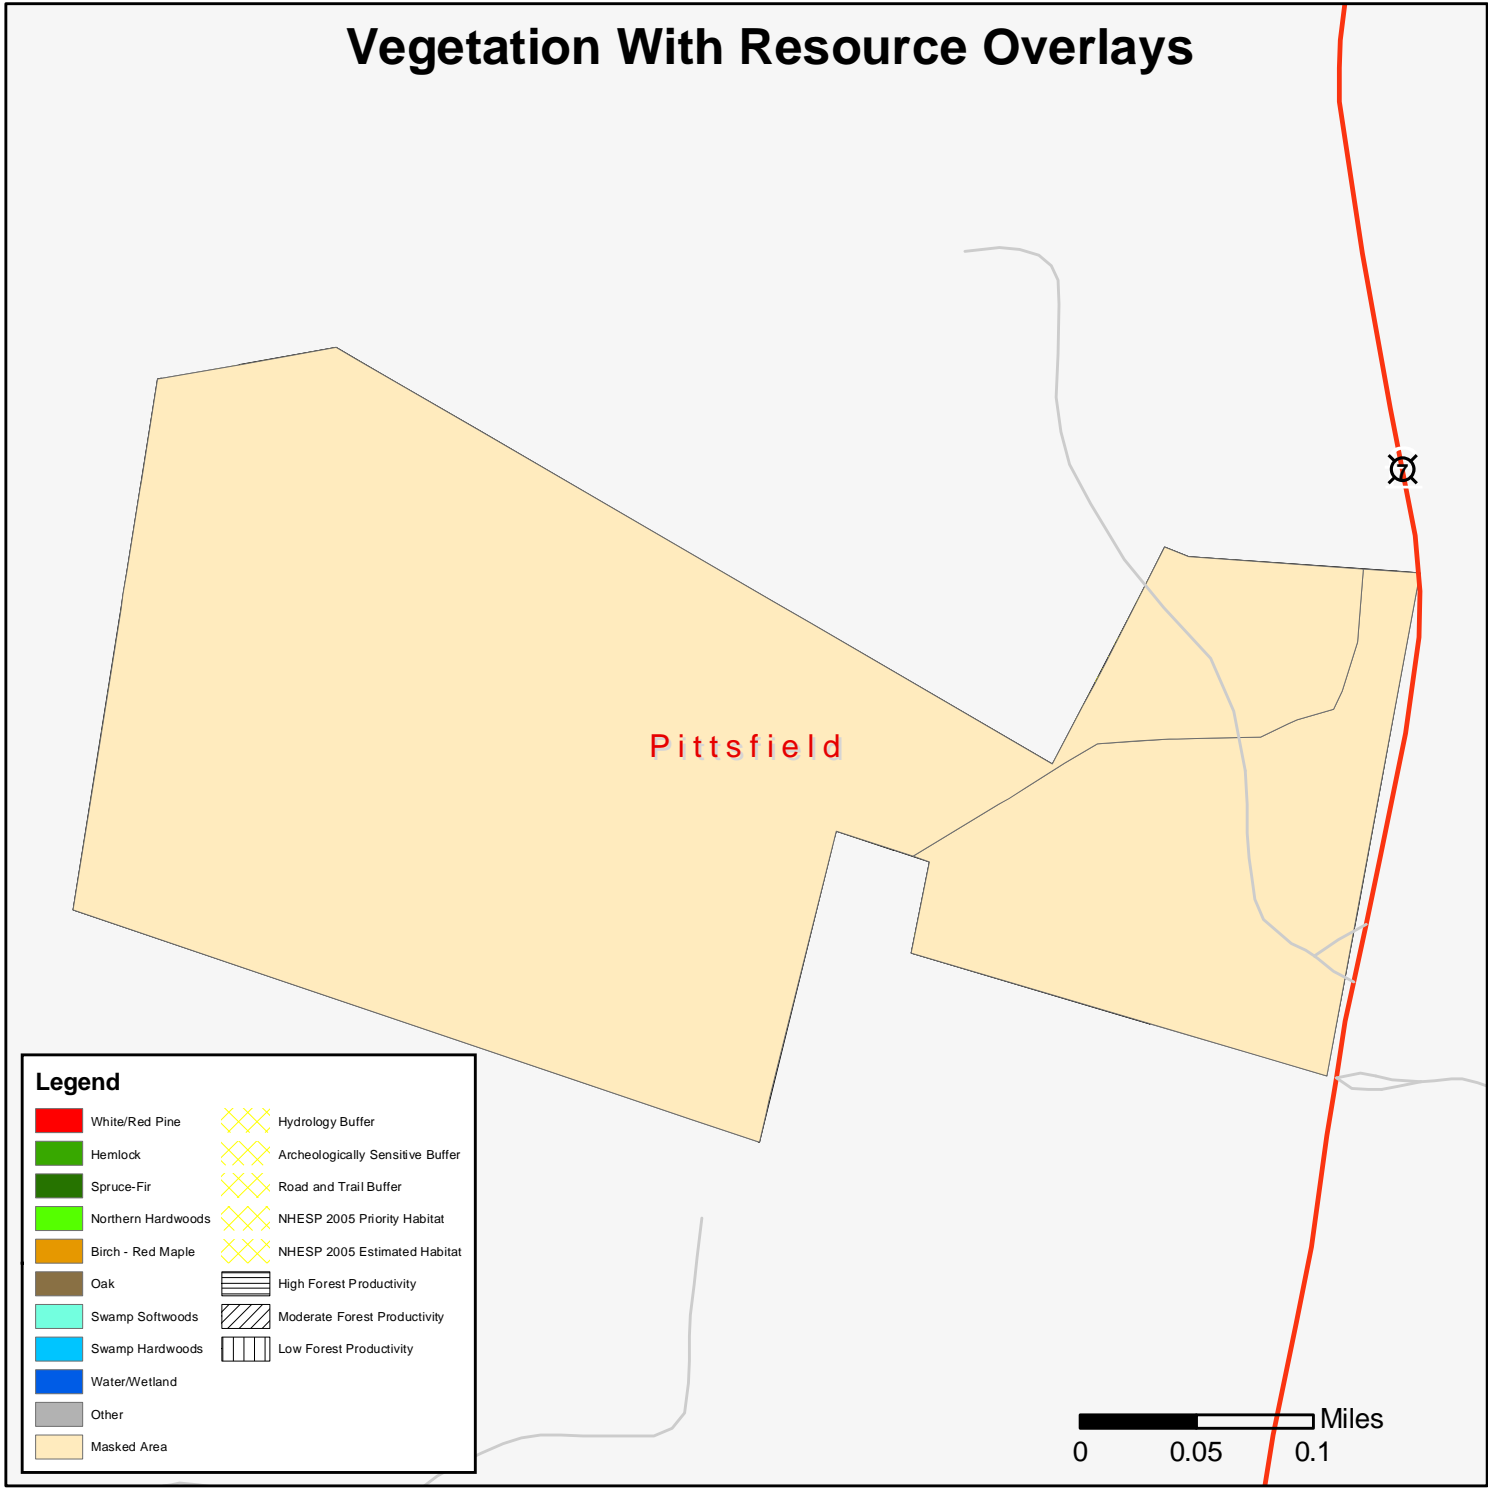 Vegetation With Resource Overlays
7
Pittsfield
Legend
White/Red Pine
Hemlock
Spruce-Fir
Northern Hardwoods
Birch - Red Maple
Oak
Swamp Softwoods
Swamp Hardwoods
Water/Wetland
Other
Masked Area
Hydrology Buffer
Archeologically Sensitive Buffer
Road and Trail Buffer
NHESP 2005 Priority Habitat
NHESP 2005 Estimated Habitat
High Forest Productivity
Moderate Forest Productivity
Low Forest Productivity
Miles
0 0.05 0.1